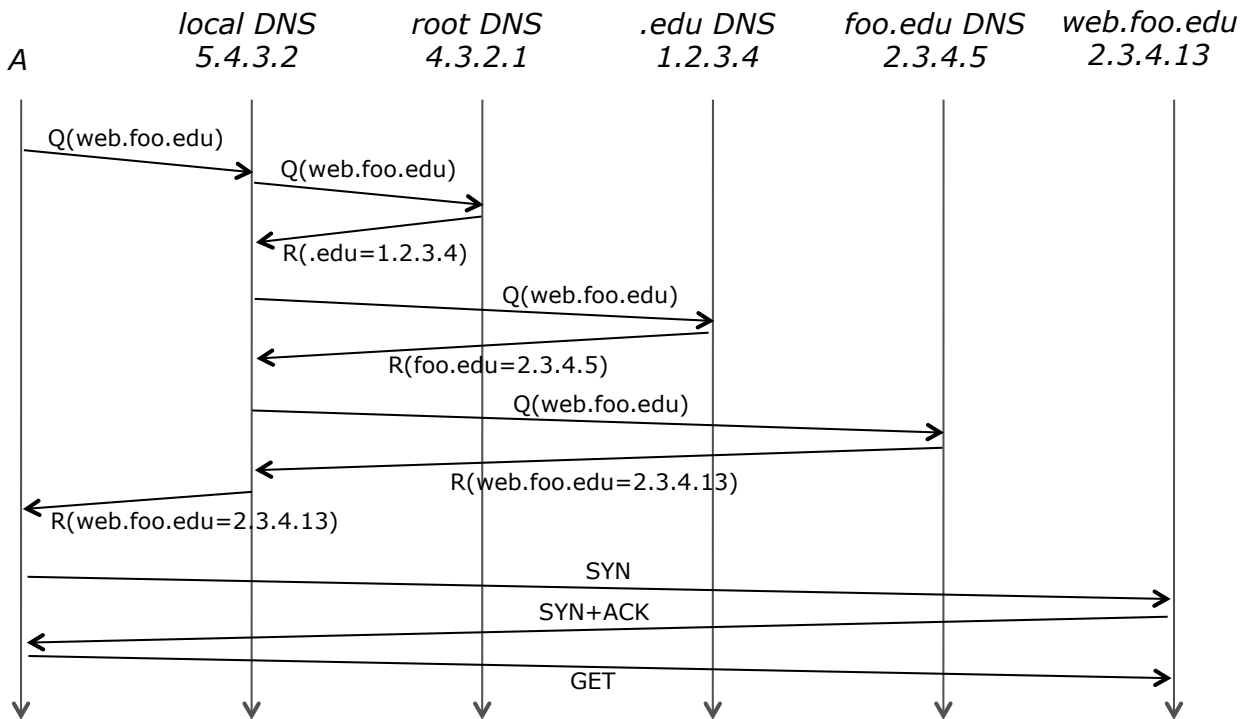 A
local DNS
5.4.3.2
root DNS
4.3.2.1
.edu DNS
1.2.3.4
foo.edu DNS
2.3.4.5
web.foo.edu
2.3.4.13
Q(web.foo.edu)
Q(web.foo.edu)
R(.edu=1.2.3.4)
Q(web.foo.edu)
R(foo.edu=2.3.4.5)
Q(web.foo.edu)
R(web.foo.edu=2.3.4.13)
R(web.foo.edu=2.3.4.13)
SYN
SYN+ACK
GET